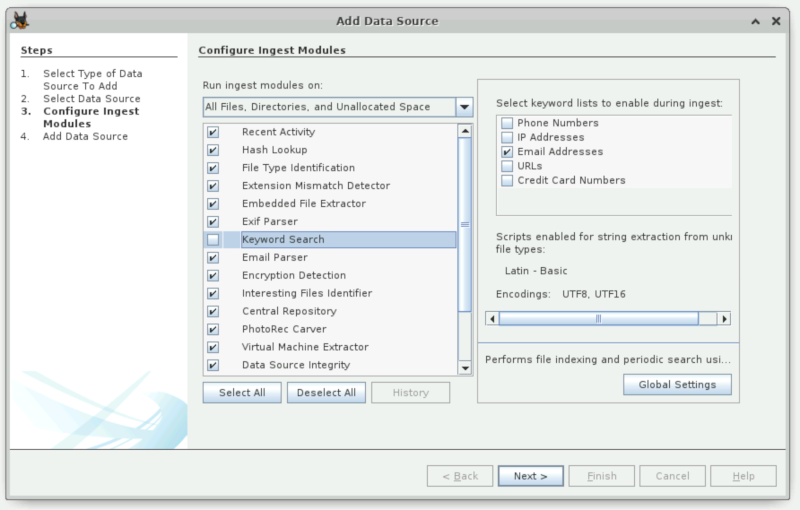 Add Data Source
Steps
1. Select Type of Data
Source To Add
2. Select Data Source
3. Configure Ingest
Modules
4. Add Data Source
Configure Ingest Modules
Run ingest modules on:
All Files, Directories, and Unallocated Space
Recent Activity
Hash Lookup
File Type Identification
Extension Mismatch Detector
Embedded File Extractor
Exif Parser
Keyword Search
Email Parser
Encryption Detection
Interesting Files Identifier
Central Repository
PhotoRec Carver
Virtual Machine Extractor
Data Source Integrity
Select All
Deselect All
History
Select keyword lists to enable during ingest:
Phone Numbers
IP Addresses
Email Addresses
URLs
Credit Card Numbers
Scripts enabled for string extraction from unk
file types:
Latin - Basic
Encodings: UTF8, UTF16
Performs file indexing and periodic search usi...
Global Settings
< Back
Next >
Finish
Cancel
Help